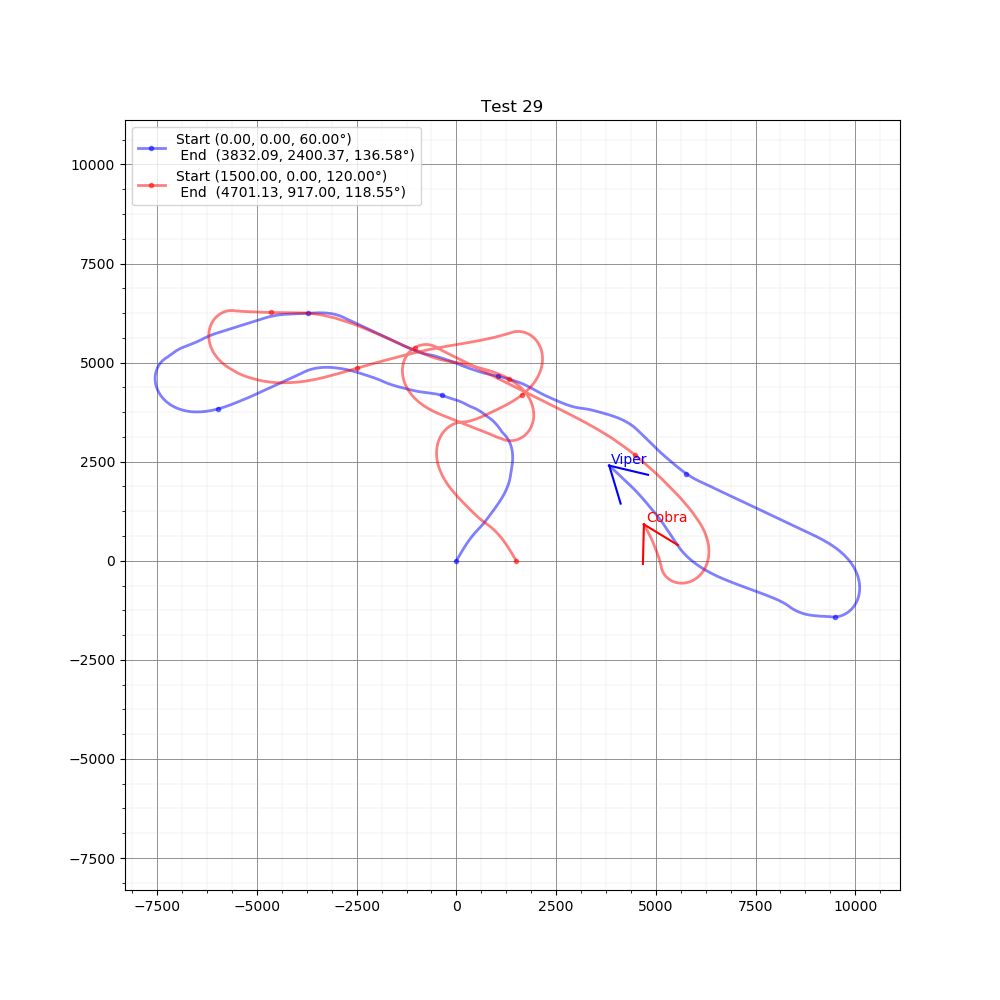 Test 29
Start (0.00, 0.00, 60.00°)
End  (3832.09, 2400.37, 136.58°)
Start (1500.00, 0.00, 120.00°)
End  (4701.13, 917.00, 118.55°)
10000
7500
5000
2500
0
−2500
−5000
−7500
Viper
Cobra
−7500 −5000 −2500 0 2500 5000 7500 10000